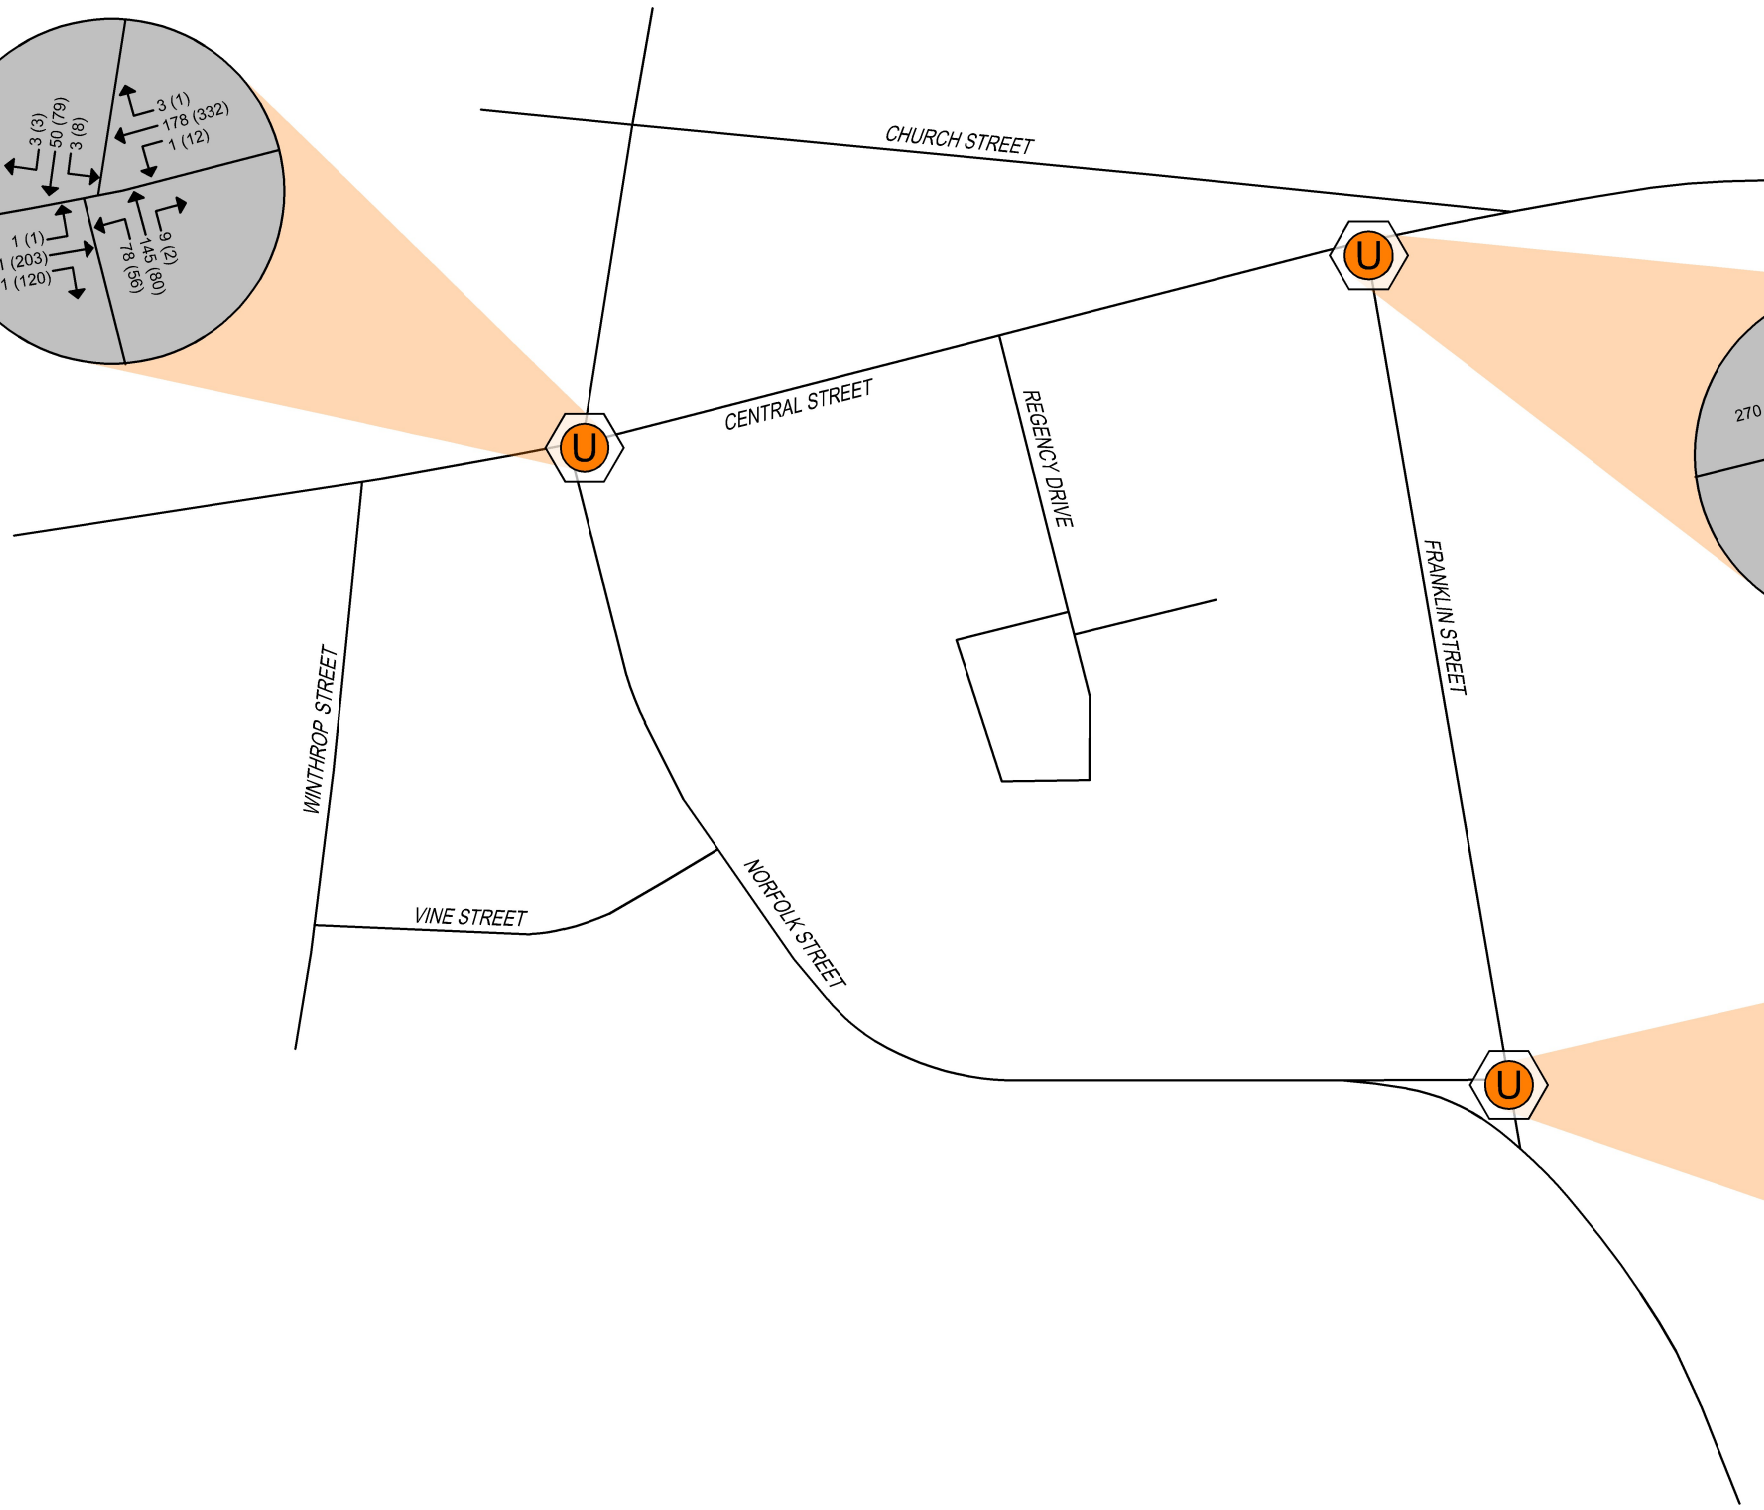 3 (3)
50 (79)
3 (8)
3 (1)
178 (332)
1 (12)
1 (1)
(203)
(120)
78 (56)
145 (80)
9 (2)
CHURCH STREET
U
CENTRAL STREET
U
REGENCY DRIVE
270
FRANKLIN STREET
WINTHROP STREET
VINE STREET
NORFOLK STREET
U